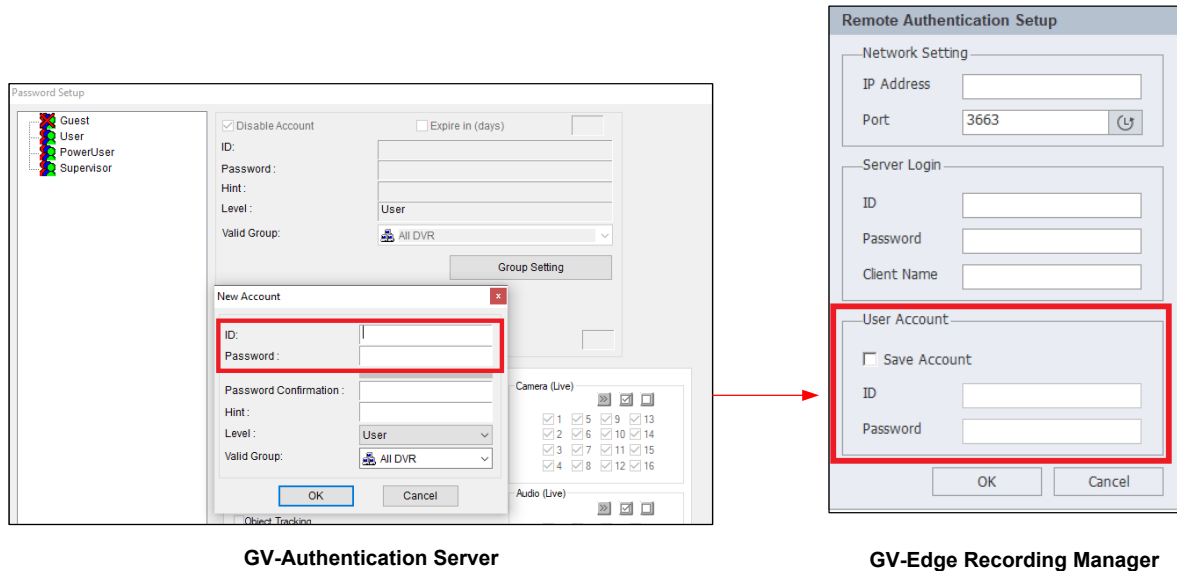 Password Setup
Guest
User
PowerUser
Supervisor
Disable Account
Expire in (days)
ID:
Password :
Hint :
Level :
User
Valid Group:
All DVR
Group Setting
New Account
x
ID:
Password :
Password Confirmation :
Hint :
Level :
User
Valid Group:
All DVR
OK
Cancel
Object Tracking
Camera (Live)
1 5 9 13
2 6 10 14
3 7 11 15
4 8 12 16
Audio (Live)
GV-Authentication Server
Remote Authentication Setup
Network Setting
IP Address
Port
3663
Server Login
ID
Password
Client Name
User Account
Save Account
ID
Password
OK
Cancel
GV-Edge Recording Manager